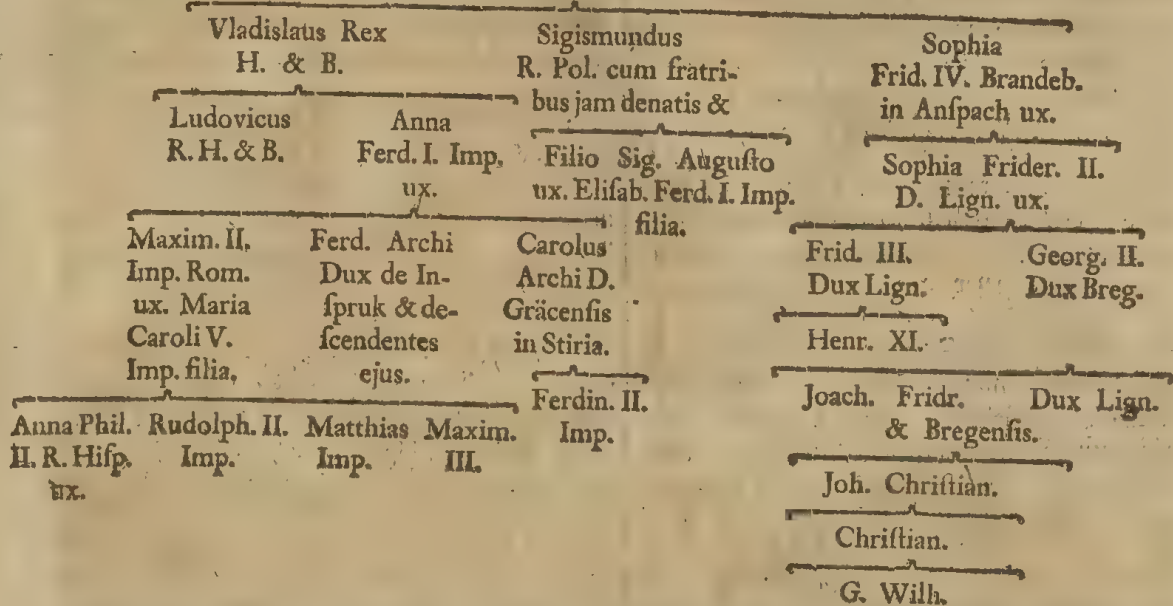 Vladislaus Rex
H. & B.
Sigismundus
R. Pol. cum fratri-
bus jam denatis &
Sophia
Frid. IV. Brandeb.
in Anſpach ux.
Ludovicus
R. H. & B.
Anna
Ferd. I. Imp.
ux.
Filio Sig. Auguſto
ux. Eliſab. Ferd. I. Imp.
filia.
Sophia Frider. II.
D. Lign. ux.
Maxim. II.
Imp. Rom.
ux. Maria
Caroli V.
Imp. filia.
Ferd. Archi
Dux de In-
ſpruk & de-
ſcendentes
ejus.
Carolus
Archi D.
Gräcenſis
in Stiria.
Frid. III.
Dux Lign.
Georg. II.
Dux Breg.
Henr. XI.
Anna Phil.
II. R. Hiſp.
ux.
Rudolph. II.
Imp.
Matthias
Imp.
Maxim.
III.
Ferdin. II.
Imp.
Joach. Fridr. Dux Lign.
& Bregenſis.
Joh. Chriſtian.
Chriſtian.
G. Wilh.